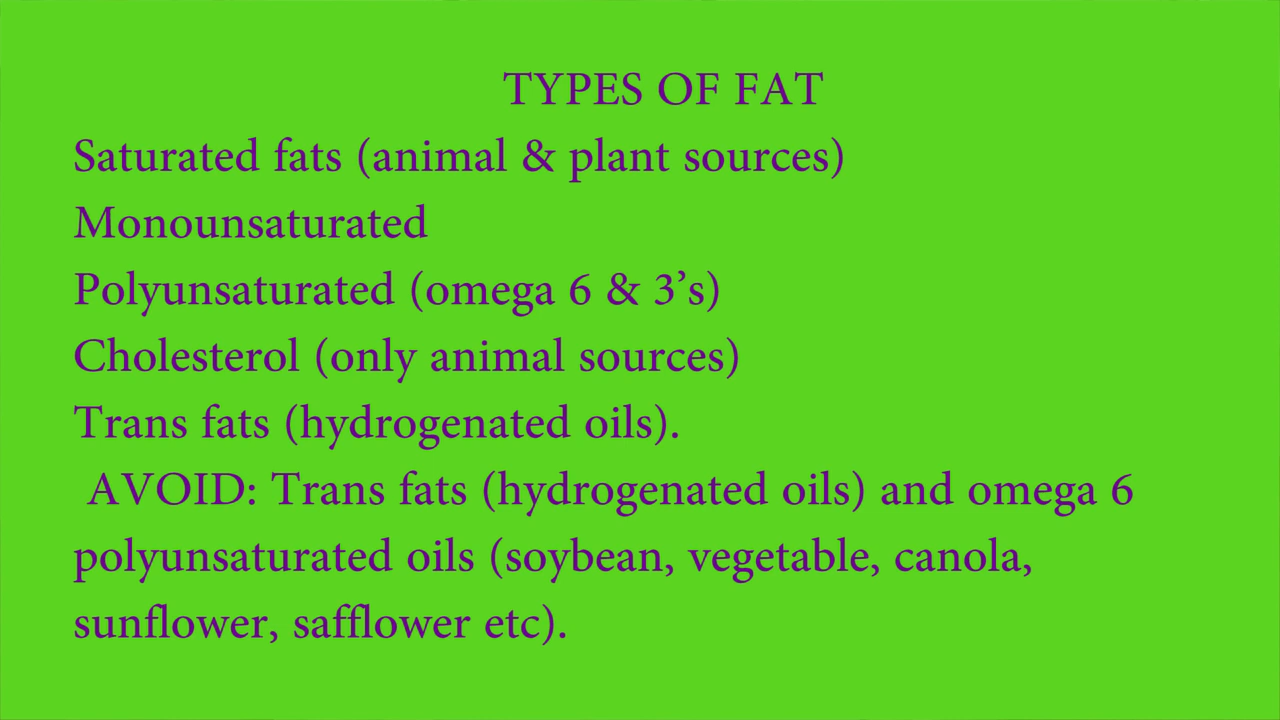 TYPES OF FAT
Saturated fats (animal & plant sources)
Monounsaturated
Polyunsaturated (omega 6 & 3’s)
Cholesterol (only animal sources)
Trans fats (hydrogenated oils).
AVOID: Trans fats (hydrogenated oils) and omega 6
polyunsaturated oils (soybean, vegetable, canola,
sunflower, safflower etc).